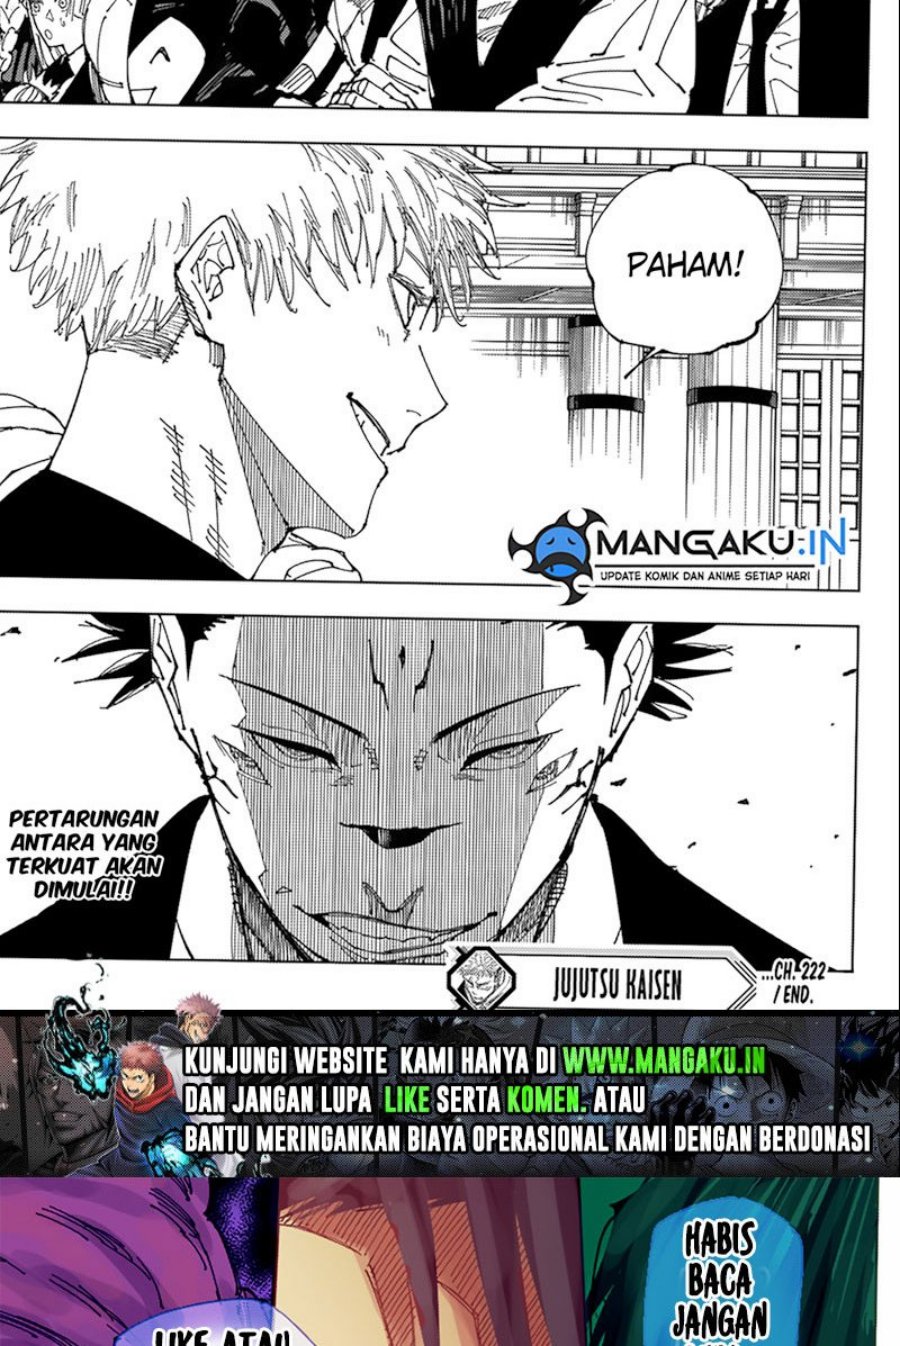 PAHAM!
MANGAKU.IN
UPDATE KOMIK DAN ANIME SETIAP HARI
PERTARUNGAN
ANTARA YANG
TERKUAT AKAN
DIMULAI!!
JUJUTSU KAISEN
...CH. 222
/ END.
KUNJUNGI WEBSITE KAMI HANYA DI WWW.MANGAKU.IN
DAN JANGAN LUPA LIKE SERTA KOMEN. ATAU
BANTU MERINGANKAN BIAYA OPERASIONAL KAMI DENGAN BERDONASI
HABIS
BACA
JANGAN
LIKE ATAU